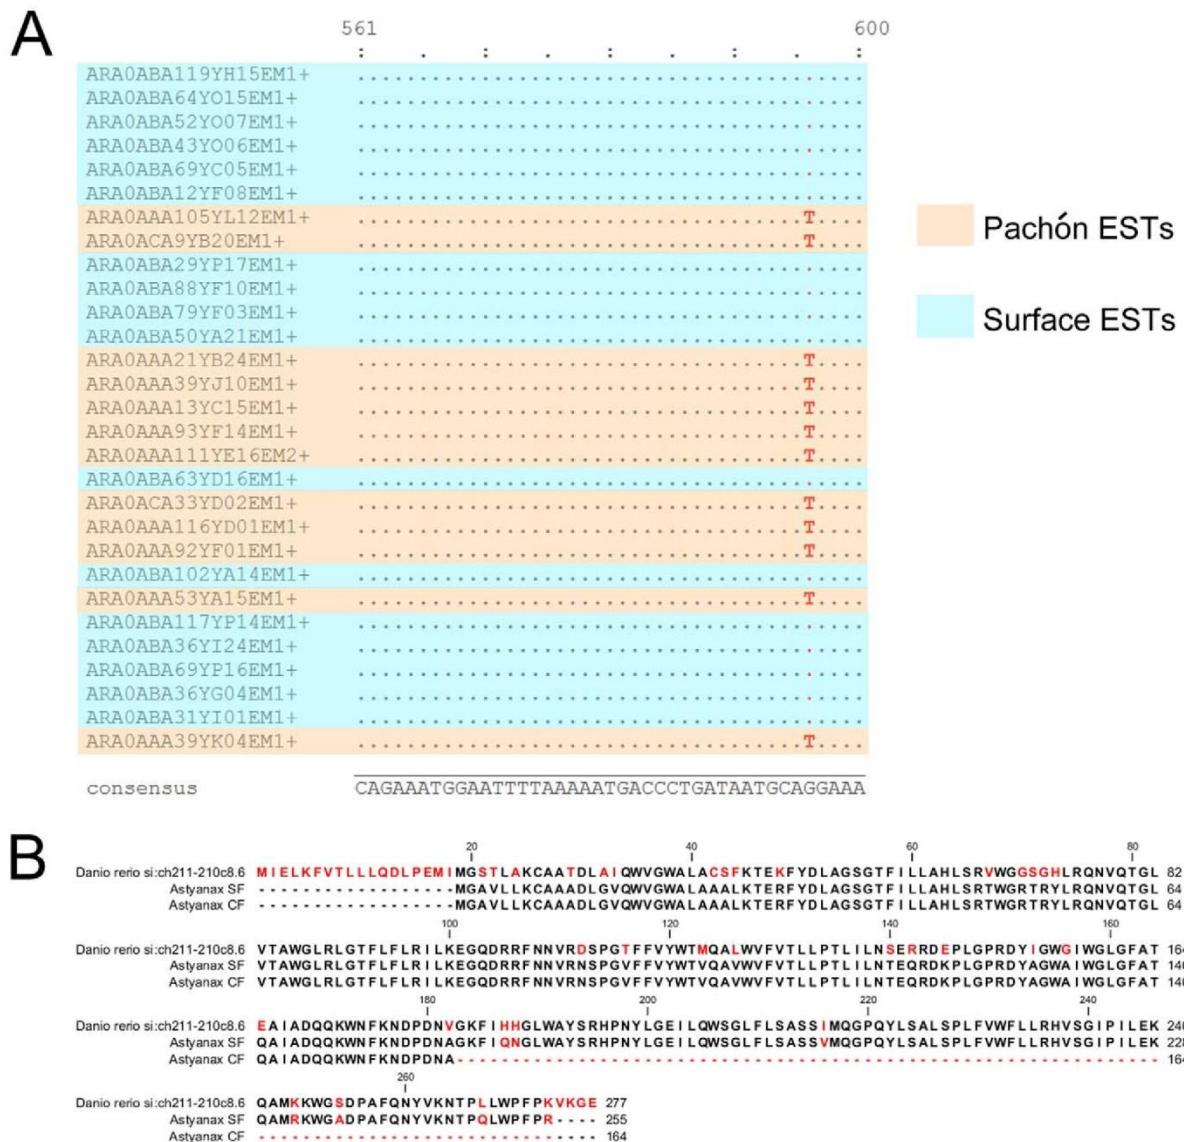 A
561 600
: . : . : . : . :
ARA0ABA119YH15EM1+ .........................................
ARA0ABA64YO15EM1+ .........................................
ARA0ABA52YO07EM1+ .........................................
ARA0ABA43YO06EM1+ .........................................
ARA0ABA69YC05EM1+ .........................................
ARA0ABA12YF08EM1+ .........................................
ARA0AAA105YL12EM1+ ....................................T....
ARA0ACA9YB20EM1+ ....................................T....
ARA0ABA29YP17EM1+ .........................................
ARA0ABA88YF10EM1+ .........................................
ARA0ABA79YF03EM1+ .........................................
ARA0ABA50YA21EM1+ .........................................
ARA0AAA21YB24EM1+ ....................................T....
ARA0AAA39YJ10EM1+ ....................................T....
ARA0AAA13YC15EM1+ ....................................T....
ARA0AAA93YF14EM1+ ....................................T....
ARA0AAA111YE16EM2+ ....................................T....
ARA0ABA63YD16EM1+ .........................................
ARA0ACA33YD02EM1+ ....................................T....
ARA0AAA116YD01EM1+ ....................................T....
ARA0AAA92YF01EM1+ ....................................T....
ARA0ABA102YA14EM1+ .........................................
ARA0AAA53YA15EM1+ ....................................T....
ARA0ABA117YP14EM1+ .........................................
ARA0ABA36YI24EM1+ .........................................
ARA0ABA69YP16EM1+ .........................................
ARA0ABA36YG04EM1+ .........................................
ARA0ABA31YI01EM1+ .........................................
ARA0AAA39YK04EM1+ ....................................T....
consensus CAGAAATGGAATTTTAAAAATGACCCTGATAATGCAGGAAA
Pachón ESTs
Surface ESTs
B
20 40 60 80
Danio rerio si:ch211-210c8.6 MIELKFVTLLLQDLPEMIMGSTLAKCAATDLAIQWVGWALACSFKTEKFYDLAGSGTFILLAHLSRVWGGSGHLRQNVQTGL 82
Astyanax SF ------------------MGAVLLKCAAADLGVQWVGWALAAALKTERFYDLAGSGTFILLAHLSRTWGRTRYLRQNVQTGL 64
Astyanax CF ------------------MGAVLLKCAAADLGVQWVGWALAAALKTERFYDLAGSGTFILLAHLSRTWGRTRYLRQNVQTGL 64
100 120 140 160
Danio rerio si:ch211-210c8.6 VTAWGLRLGTFLFLRILKEGQDRRFNNVRDSPGTFFVYWTMQALWVFVTLLPTLILNSERRDEPLGPRDYIGWGIWGLGFAT 164
Astyanax SF VTAWGLRLGTFLFLRILKEGQDRRFNNVRNSPGVFFVYWTVQAVWVFVTLLPTLILNTEQRDKPLGPRDYAGWAIWGLGFAT 146
Astyanax CF VTAWGLRLGTFLFLRILKEGQDRRFNNVRNSPGVFFVYWTVQAVWVFVTLLPTLILNTEQRDKPLGPRDYAGWAIWGLGFAT 146
180 200 220 240
Danio rerio si:ch211-210c8.6 EAIADQQKWNFKNDPDNVGKFIHHGLWAYSRHPNYLGEILQWSGLFLSASSIMQGPQYLSALSPLFVWFLLRHVSGIPILEK 246
Astyanax SF QAIADQQKWNFKNDPDNAGKFIQNGLWAYSRHPNYLGEILQWSGLFLSASSVMQGPQYLSALSPLFVWFLLRHVSGIPILEK 228
Astyanax CF QAIADQQKWNFKNDPDNA---------------------------------------------------------------- 164
260
Danio rerio si:ch211-210c8.6 QAMKKWGSDPAFQNYVKNTPLLWPFPKVKGE 277
Astyanax SF QAMRKWGADPAFQNYVKNTPQLWPFPR---- 255
Astyanax CF ------------------------------- 164